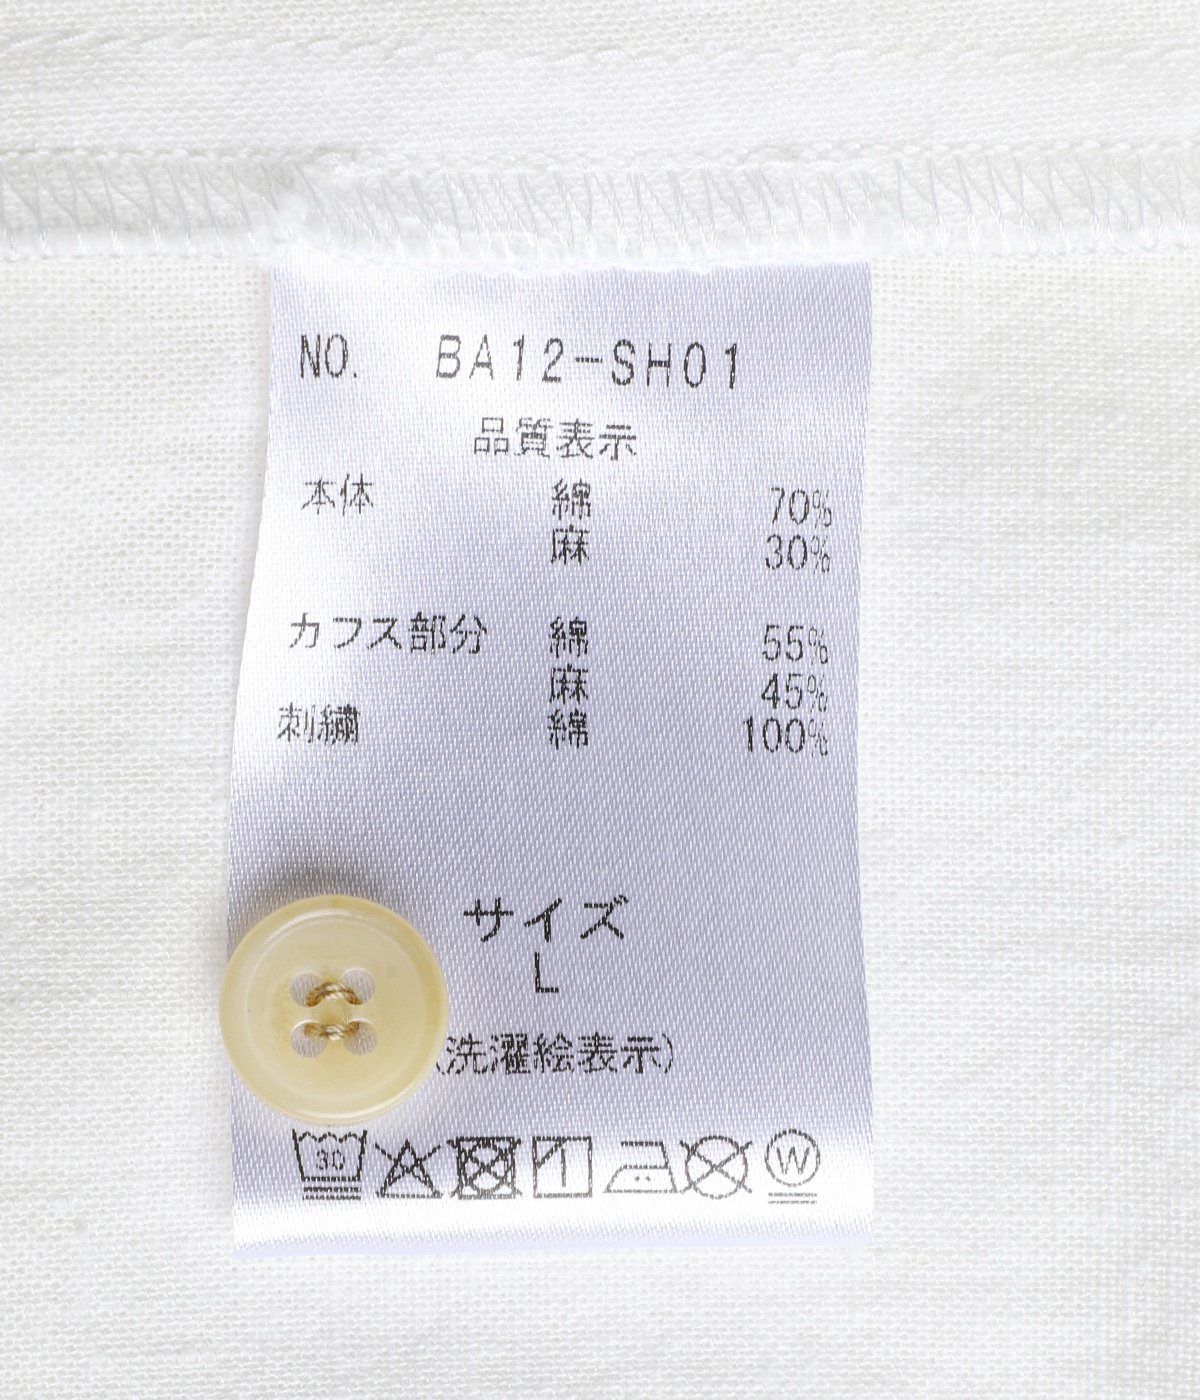 NO. BA12-SH01
品質表示
本体 綿 70%
麻 30%
カフス部分 綿 55%
麻 45%
刺繍 綿 100%
サイズ
L
(洗濯絵表示)
30 W